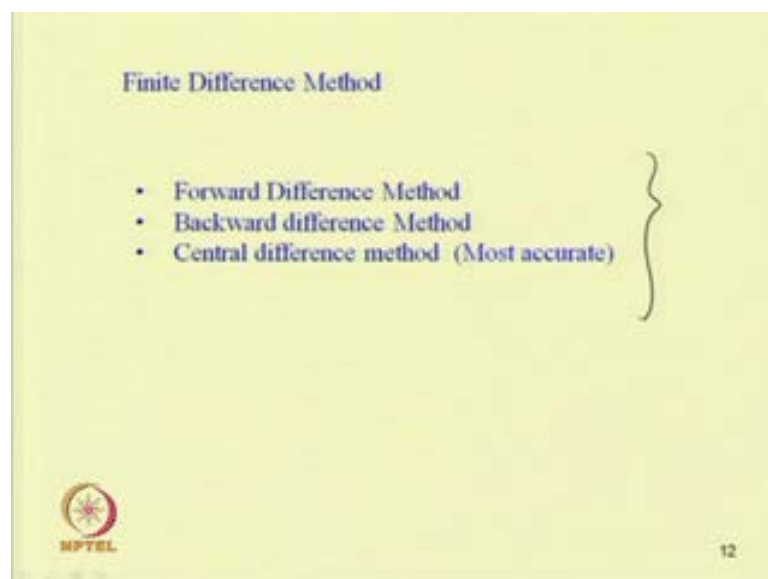 Finite Difference Method
• Forward Difference Method
• Backward difference Method
• Central difference method (Most accurate)
NPTEL
12